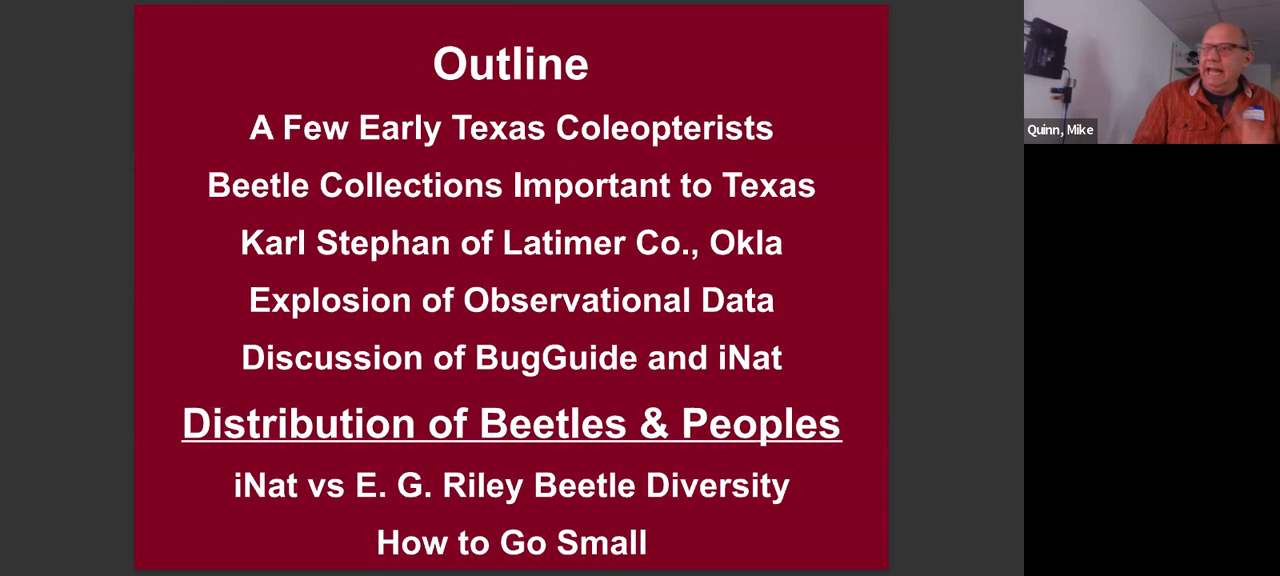 Outline
A Few Early Texas Coleopterists
Beetle Collections Important to Texas
Karl Stephan of Latimer Co., Okla
Explosion of Observational Data
Discussion of BugGuide and iNat
Distribution of Beetles & Peoples
iNat vs E. G. Riley Beetle Diversity
How to Go Small
Quinn, Mike